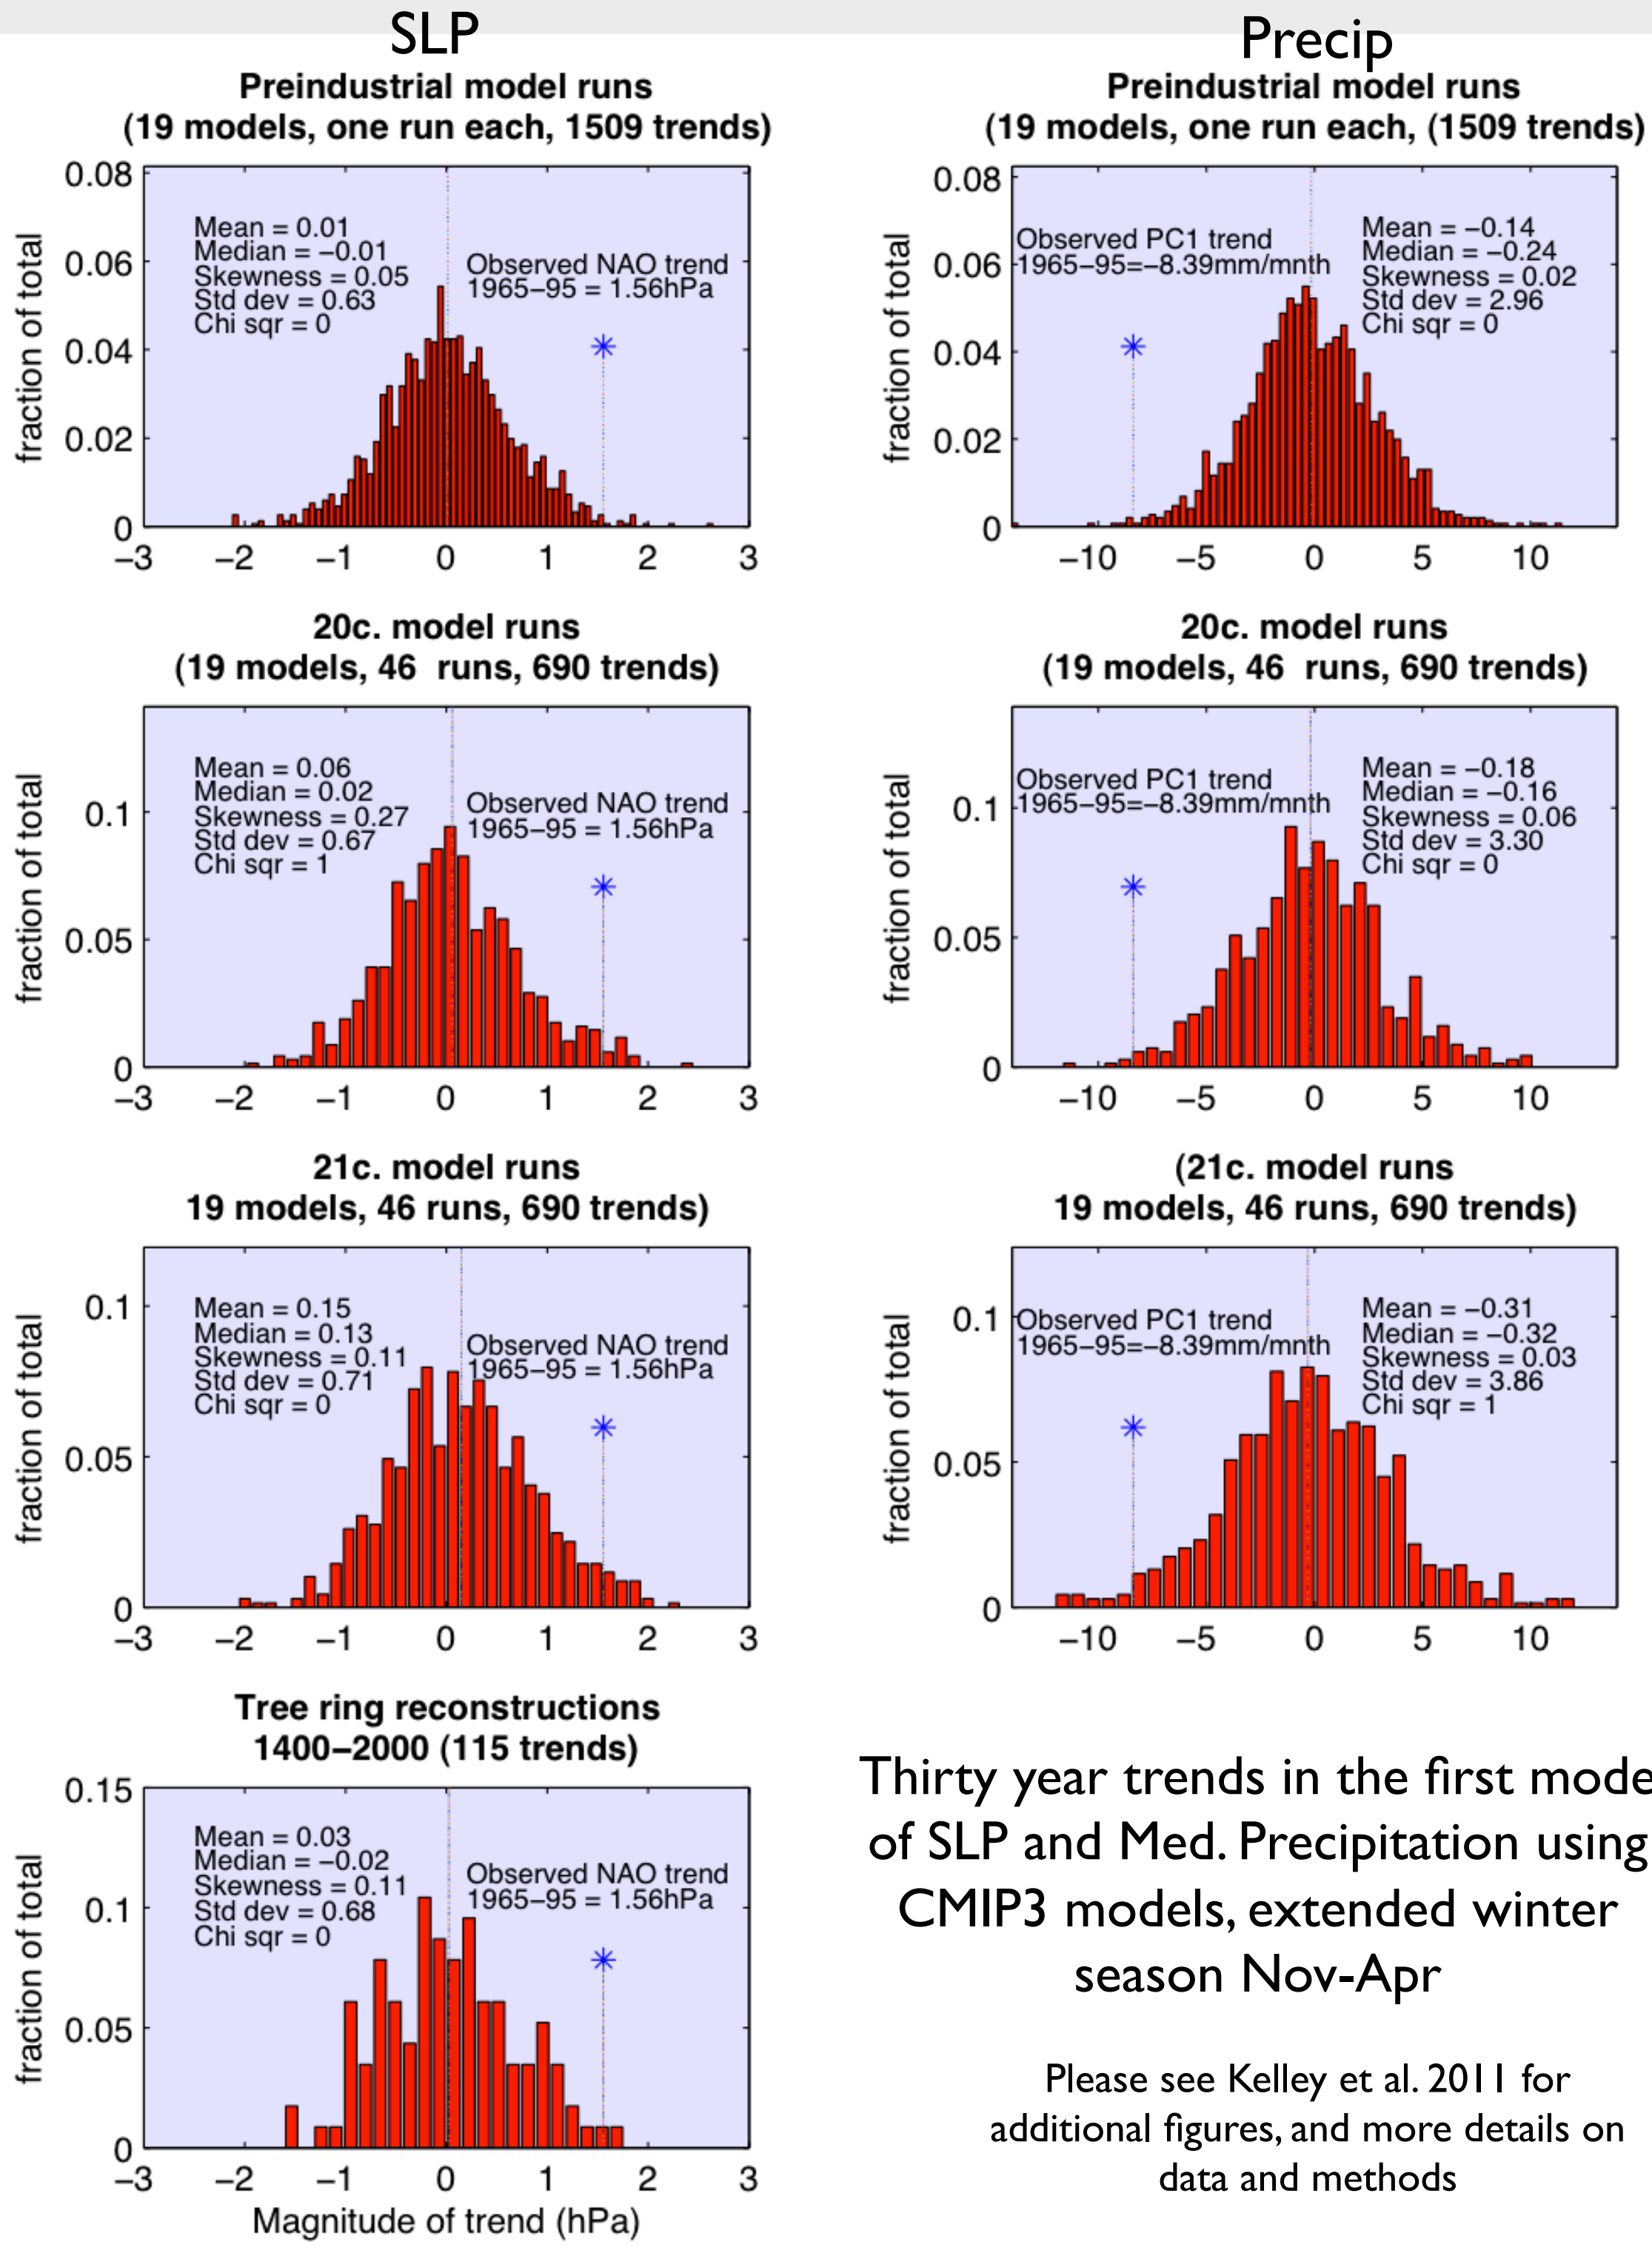 SLP
Preindustrial model runs
(19 models, one run each, 1509 trends)
fraction of total
0.08
0.06
0.04
0.02
0
Mean = 0.01
Median = −0.01
Skewness = 0.05
Std dev = 0.63
Chi sqr = 0
Observed NAO trend
1965−95 = 1.56hPa
−3 −2 −1 0 1 2 3
Precip
Preindustrial model runs
(19 models, one run each, (1509 trends)
fraction of total
0.08
0.06
0.04
0.02
0
Observed PC1 trend
1965−95=−8.39mm/mnth
Mean = −0.14
Median = −0.24
Skewness = 0.02
Std dev = 2.96
Chi sqr = 0
−10 −5 0 5 10
20c. model runs
(19 models, 46 runs, 690 trends)
fraction of total
0.1
0.05
0
Mean = 0.06
Median = 0.02
Skewness = 0.27
Std dev = 0.67
Chi sqr = 1
Observed NAO trend
1965−95 = 1.56hPa
−3 −2 −1 0 1 2 3
20c. model runs
(19 models, 46 runs, 690 trends)
fraction of total
0.1
0.05
0
Observed PC1 trend
1965−95=−8.39mm/mnth
Mean = −0.18
Median = −0.16
Skewness = 0.06
Std dev = 3.30
Chi sqr = 0
−10 −5 0 5 10
21c. model runs
19 models, 46 runs, 690 trends)
fraction of total
0.1
0.05
0
Mean = 0.15
Median = 0.13
Skewness = 0.11
Std dev = 0.71
Chi sqr = 0
Observed NAO trend
1965−95 = 1.56hPa
−3 −2 −1 0 1 2 3
(21c. model runs
19 models, 46 runs, 690 trends)
fraction of total
0.1
0.05
0
Observed PC1 trend
1965−95=−8.39mm/mnth
Mean = −0.31
Median = −0.32
Skewness = 0.03
Std dev = 3.86
Chi sqr = 1
−10 −5 0 5 10
Tree ring reconstructions
1400−2000 (115 trends)
fraction of total
0.15
0.1
0.05
0
Mean = 0.03
Median = −0.02
Skewness = 0.11
Std dev = 0.68
Chi sqr = 0
Observed NAO trend
1965−95 = 1.56hPa
−3 −2 −1 0 1 2 3
Magnitude of trend (hPa)
Thirty year trends in the first mode
of SLP and Med. Precipitation using
CMIP3 models, extended winter
season Nov-Apr
Please see Kelley et al. 2011 for
additional figures, and more details on
data and methods